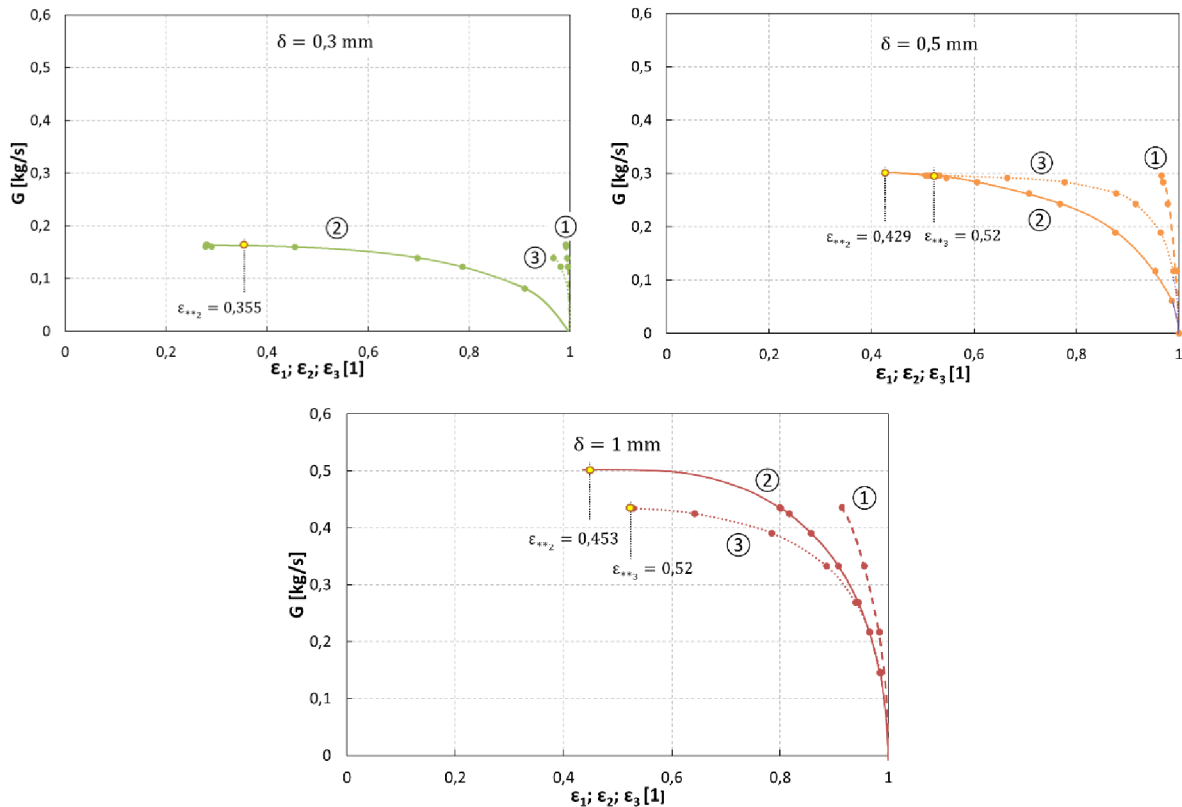 δ = 0,3 mm
G [kg/s]
0,6
0,5
0,4
0,3
0,2
0,1
0
②
①
③
ε**₂ = 0,355
0 0,2 0,4 0,6 0,8 1
ε₁; ε₂; ε₃ [1]
δ = 0,5 mm
G [kg/s]
0,6
0,5
0,4
0,3
0,2
0,1
0
③
①
②
ε**₂ = 0,429 ε**₃ = 0,52
0 0,2 0,4 0,6 0,8 1
ε₁; ε₂; ε₃ [1]
δ = 1 mm
G [kg/s]
0,6
0,5
0,4
0,3
0,2
0,1
0
②
①
③
ε**₂ = 0,453
ε**₃ = 0,52
0 0,2 0,4 0,6 0,8 1
ε₁; ε₂; ε₃ [1]